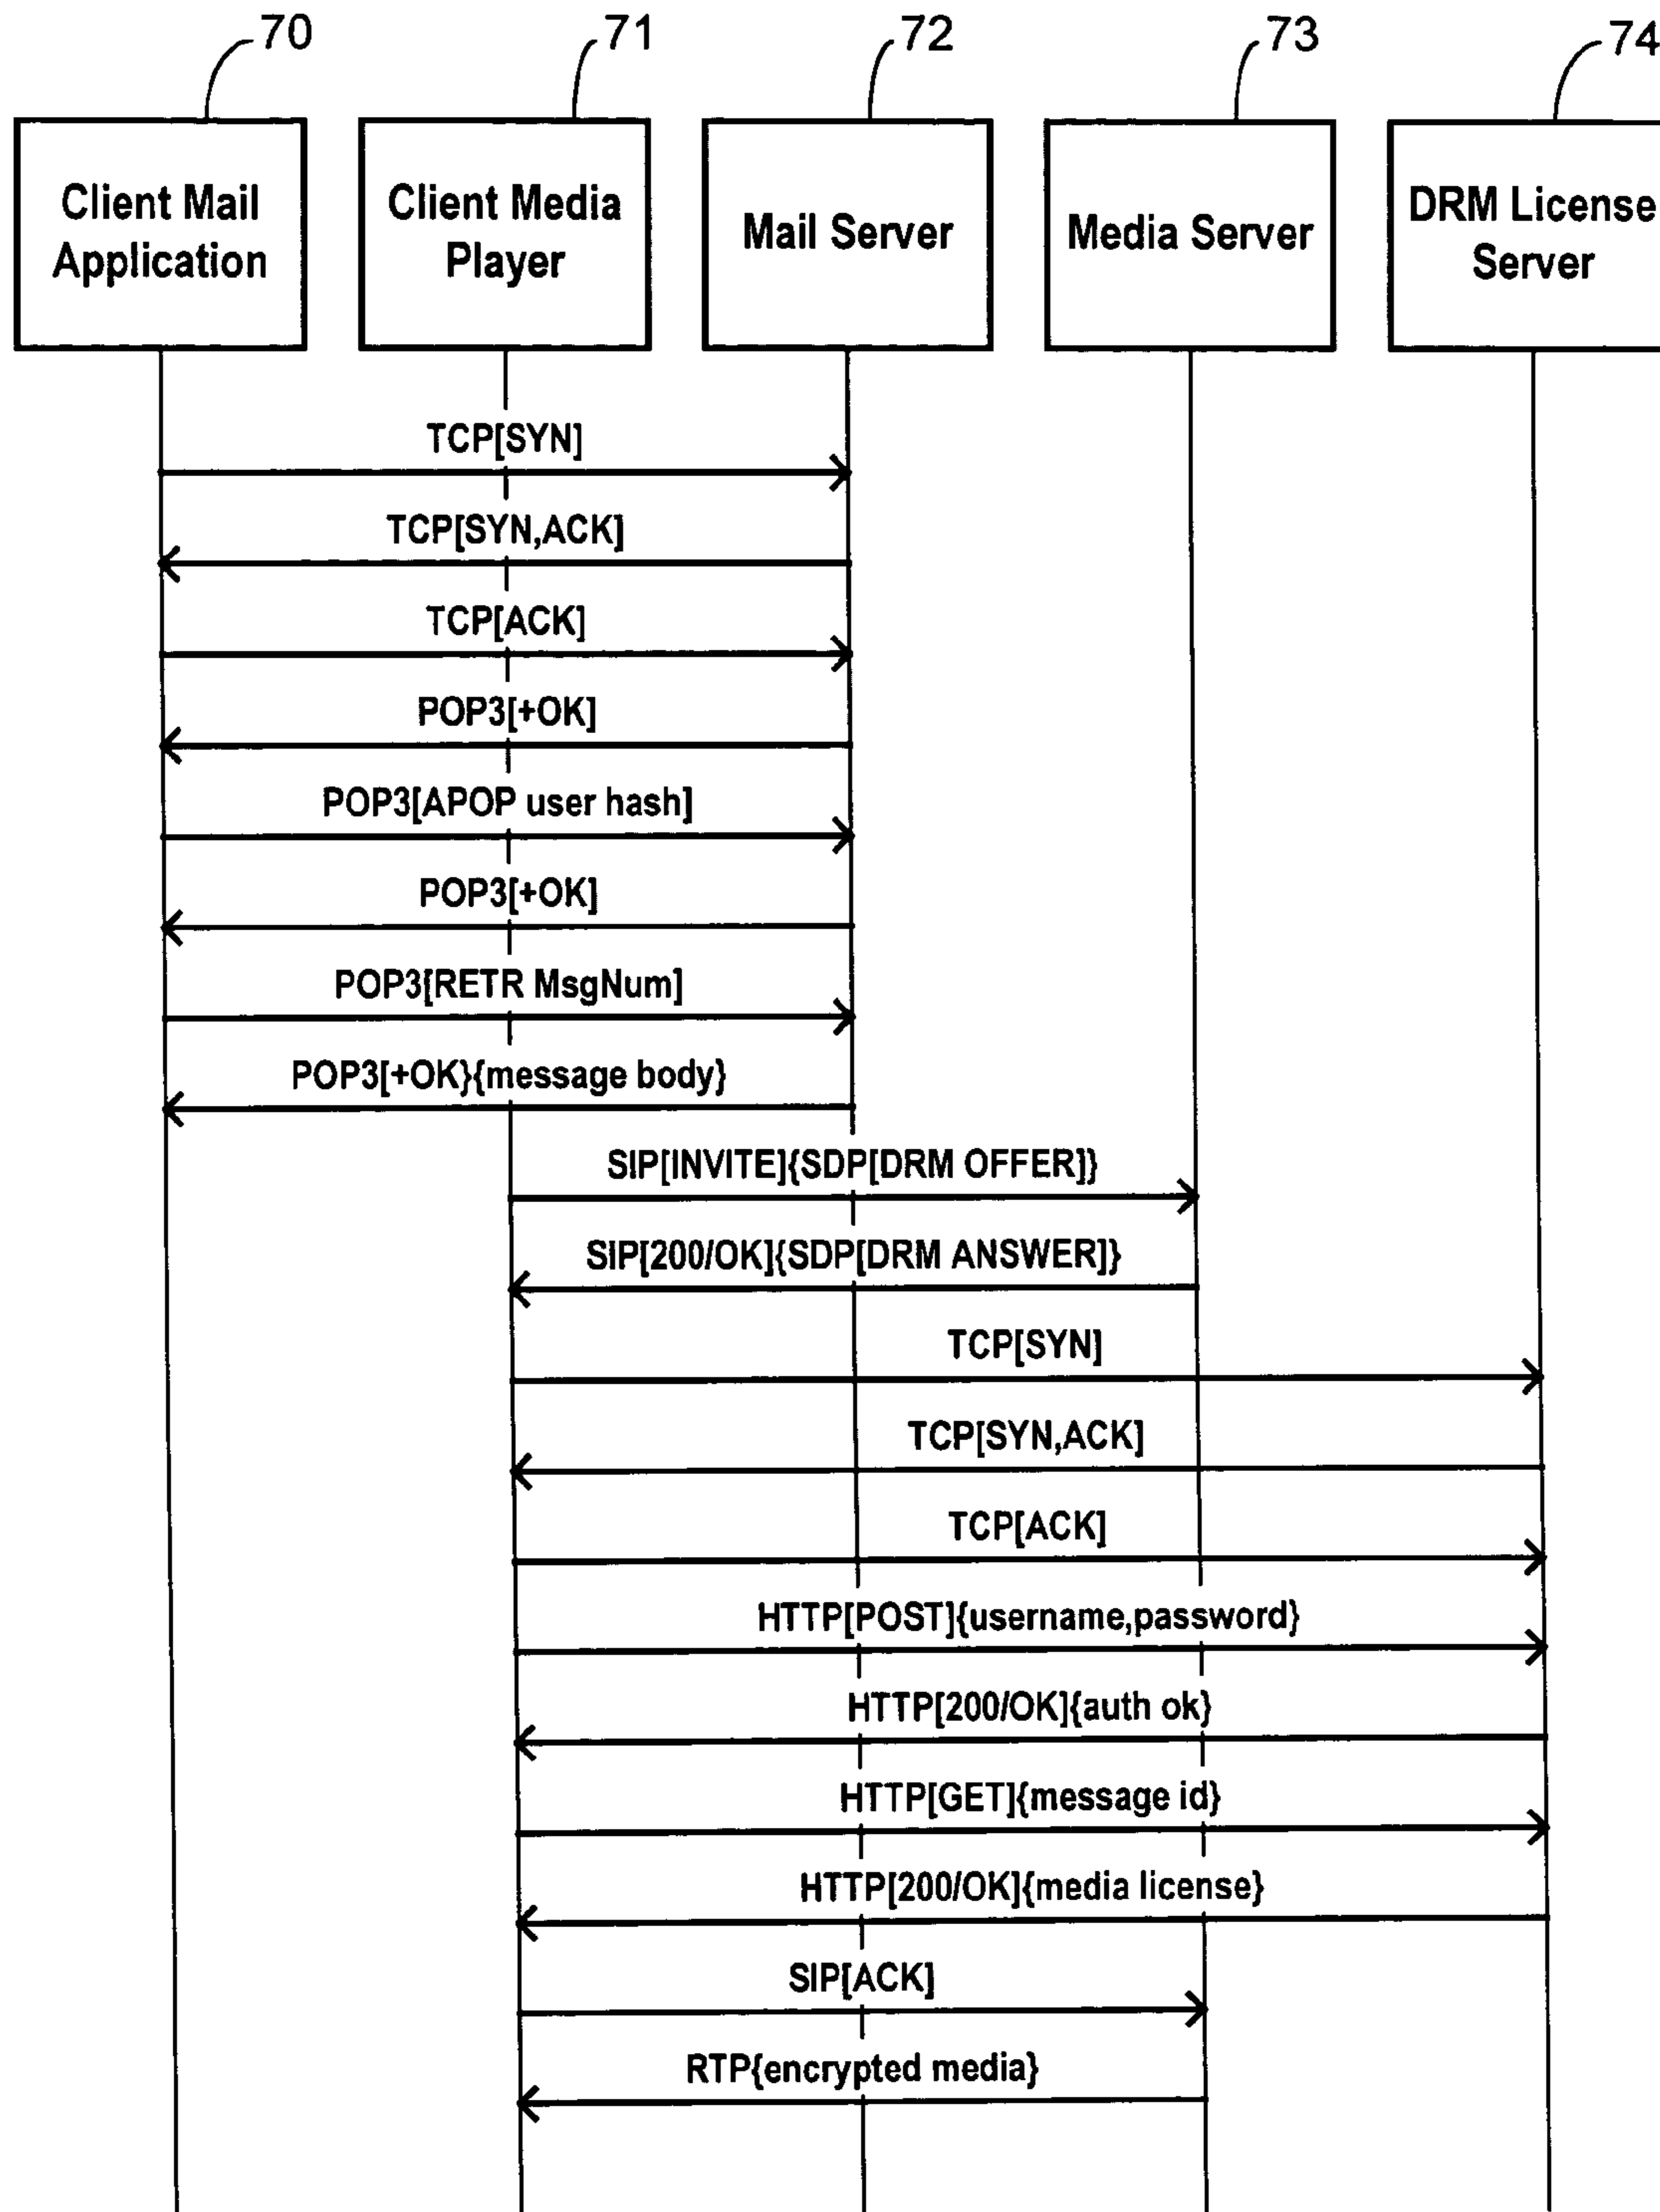 70
71
72
73
74
Client Mail
Application
Client Media
Player
Mail Server
Media Server
DRM License
Server
TCP[SYN]
TCP[SYN,ACK]
TCP[ACK]
POP3[+OK]
POP3[APOP user hash]
POP3[+OK]
POP3[RETR MsgNum]
POP3[+OK}{message body}
SIP[INVITE]{SDP[DRM OFFER]}
SIP[200/OK]{SDP[DRM ANSWER]}
TCP[SYN]
TCP[SYN,ACK]
TCP[ACK]
HTTP[POST]{username,password}
HTTP[200/OK]{auth ok}
HTTP[GET]{message id}
HTTP[200/OK]{media license}
SIP[ACK]
RTP{encrypted media}